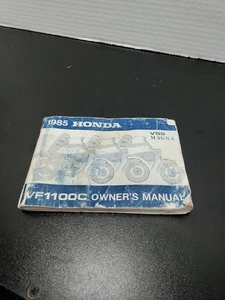 1985 HONDA
V65
MAGNA
VF1100C OWNER'S MANUAL